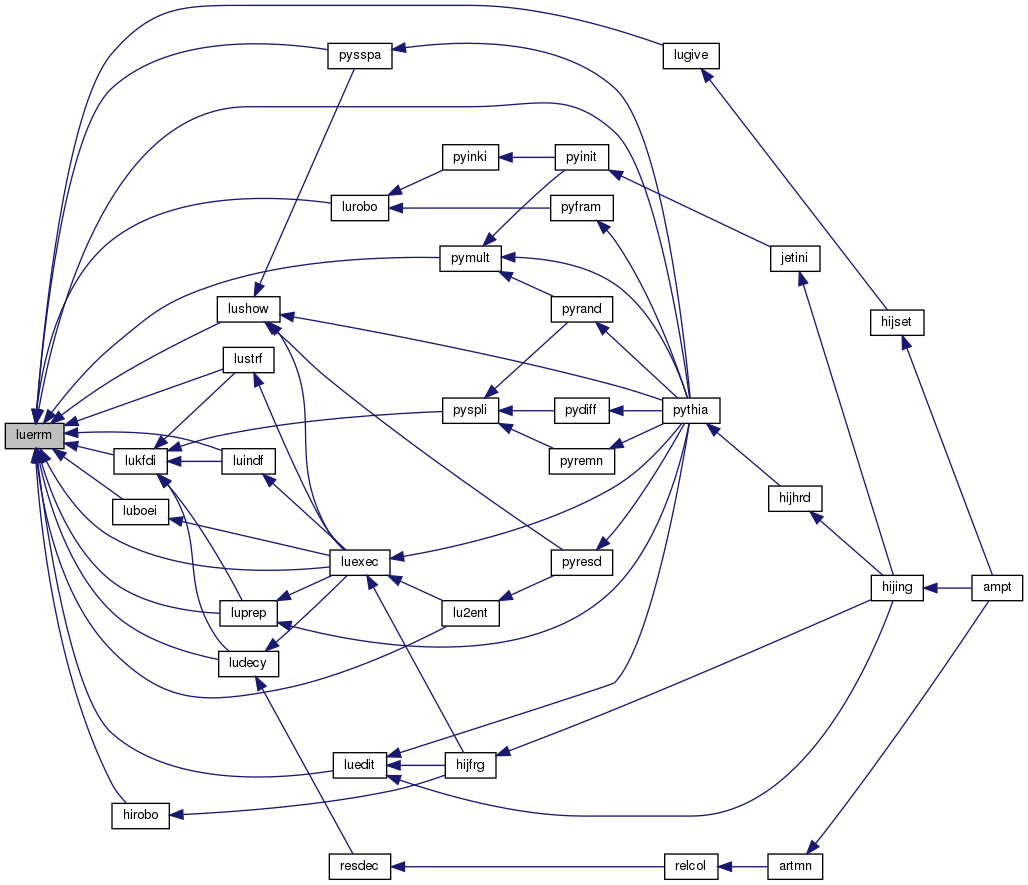 lugive
pysspa
pyinki
pyinit
lurobo
pyfram
pymult
jetini
lushow
pyrand
hijset
lustrf
pyspli
pydiff
pythia
luerrm
lukfdi
luindf
pyremn
luboei
hijhrd
luexec
pyresd
hijing
ampt
luprep
lu2ent
ludecy
luedit
hijfrg
hirobo
resdec
relcol
artmn